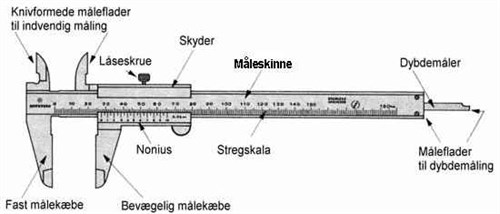 Knivformede måleflader
til indvendig måling
Låseskrue
Skyder
Måleskinne
Dybdemåler
Nonius
Stregskala
Måleflader
til dybdemåling
Fast målekæbe
Bevægelig målekæbe